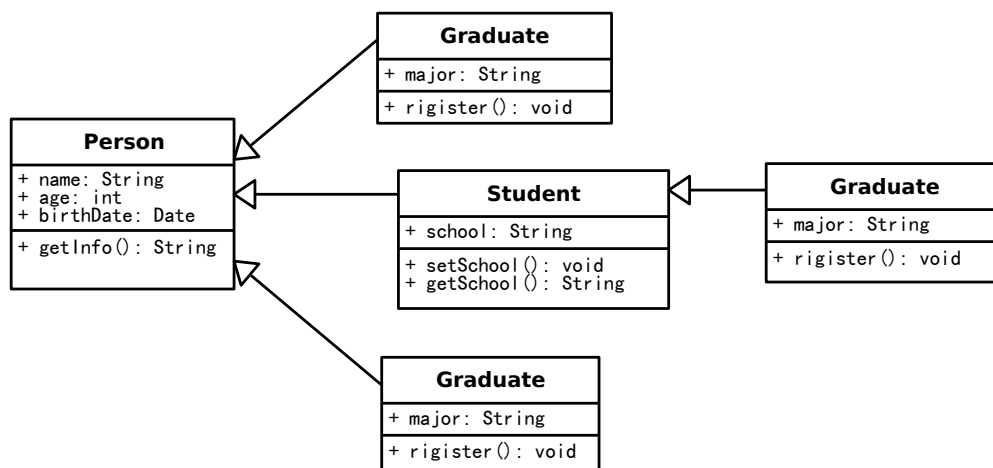 Graduate
+ major: String
+ rigister(): void
Person
+ name: String
+ age: int
+ birthDate: Date
+ getInfo(): String
Student
+ school: String
+ setSchool(): void
+ getSchool(): String
Graduate
+ major: String
+ rigister(): void
Graduate
+ major: String
+ rigister(): void